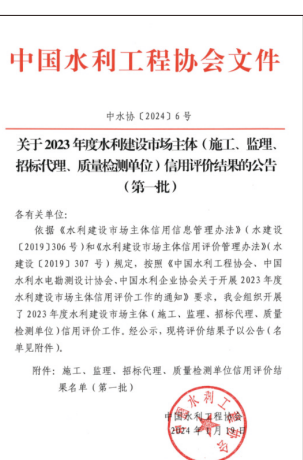 中国水利工程协会文件
中水协〔2024〕6号
关于2023年度水利建设市场主体（施工、监理、
招标代理、质量检测单位）信用评价结果的公告
（第一批）
各有关单位：
依据《水利建设市场主体信用信息管理办法》（水建设
〔2019〕306号）和《水利建设市场主体信用评价管理办法》（水
建设〔2019〕307号）规定，按照《中国水利工程协会、中国
水利水电勘测设计协会、中国水利企业协会关于开展2023年度
水利建设市场主体信用评价工作的通知》要求，我会组织开展
了2023年度水利建设市场主体（施工、监理、招标代理、质量
检测单位）信用评价工作。经公示，现将评价结果予以公告（名
单见附件）。
附件：施工、监理、招标代理、质量检测单位信用评价结
果名单（第一批）
中国水利工程协会
2024年1月19日